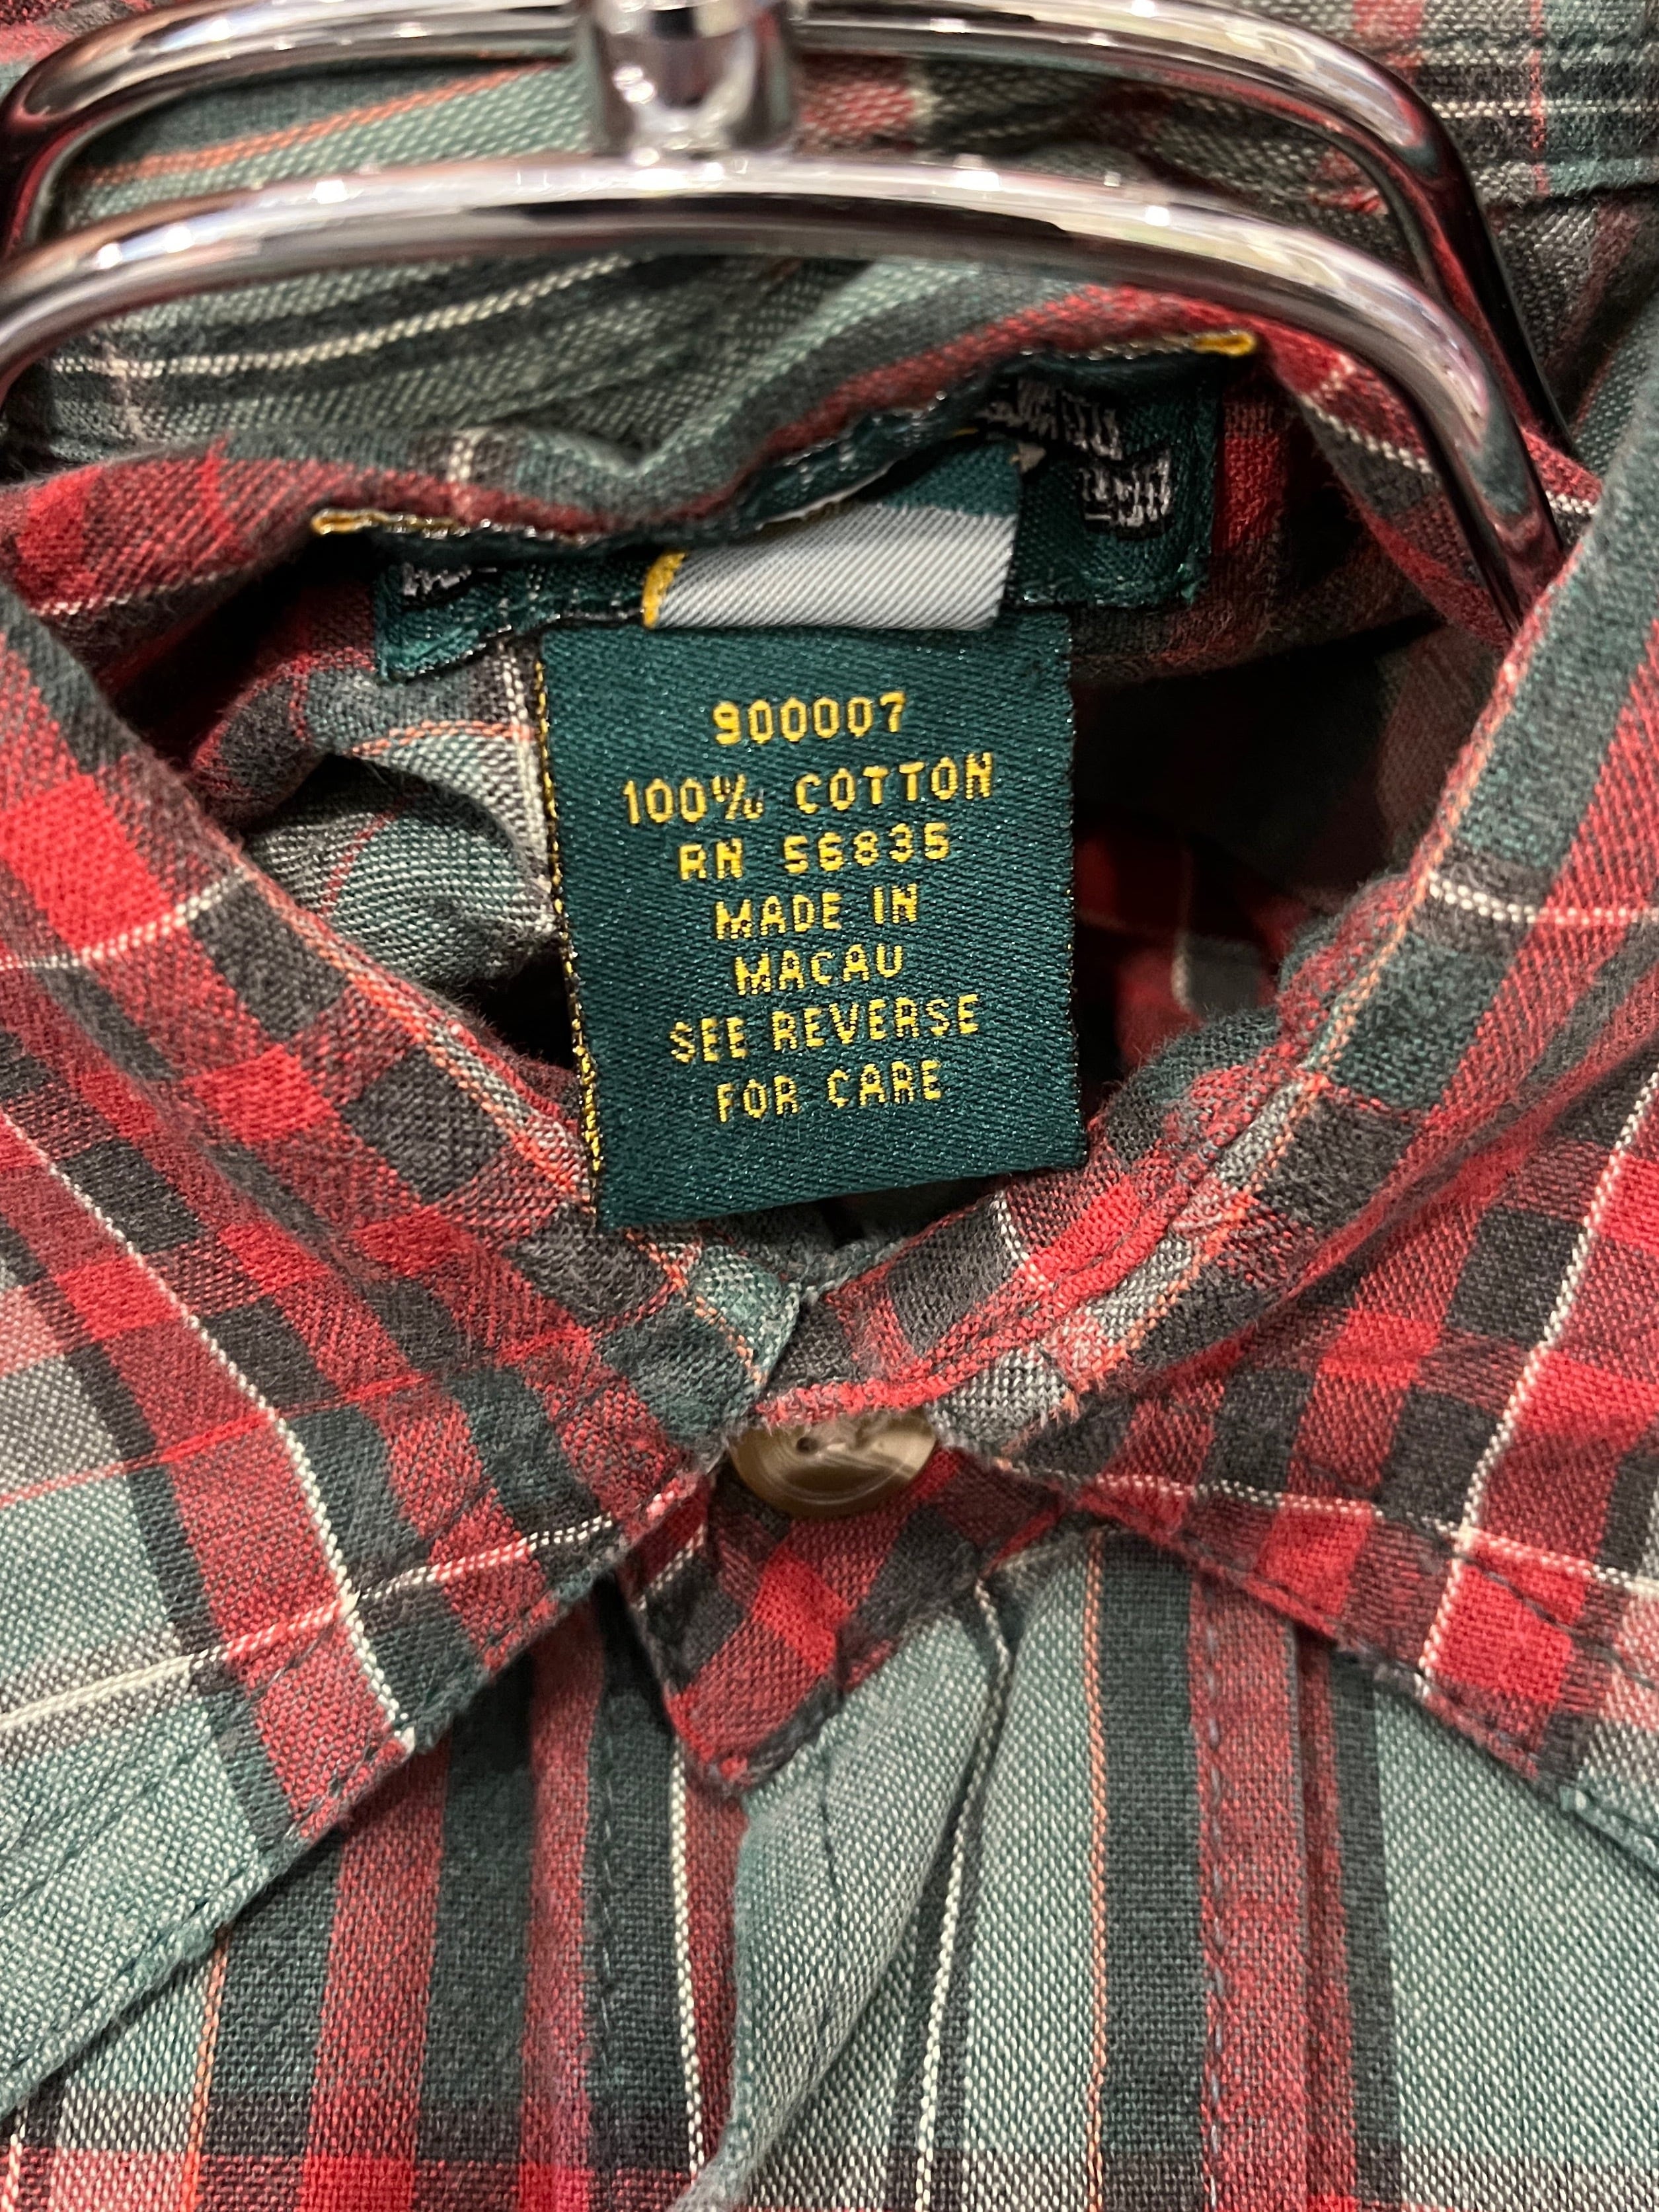 900007
100% COTTON
RN 56835
MADE IN
MACAU
SEE REVERSE
FOR CARE